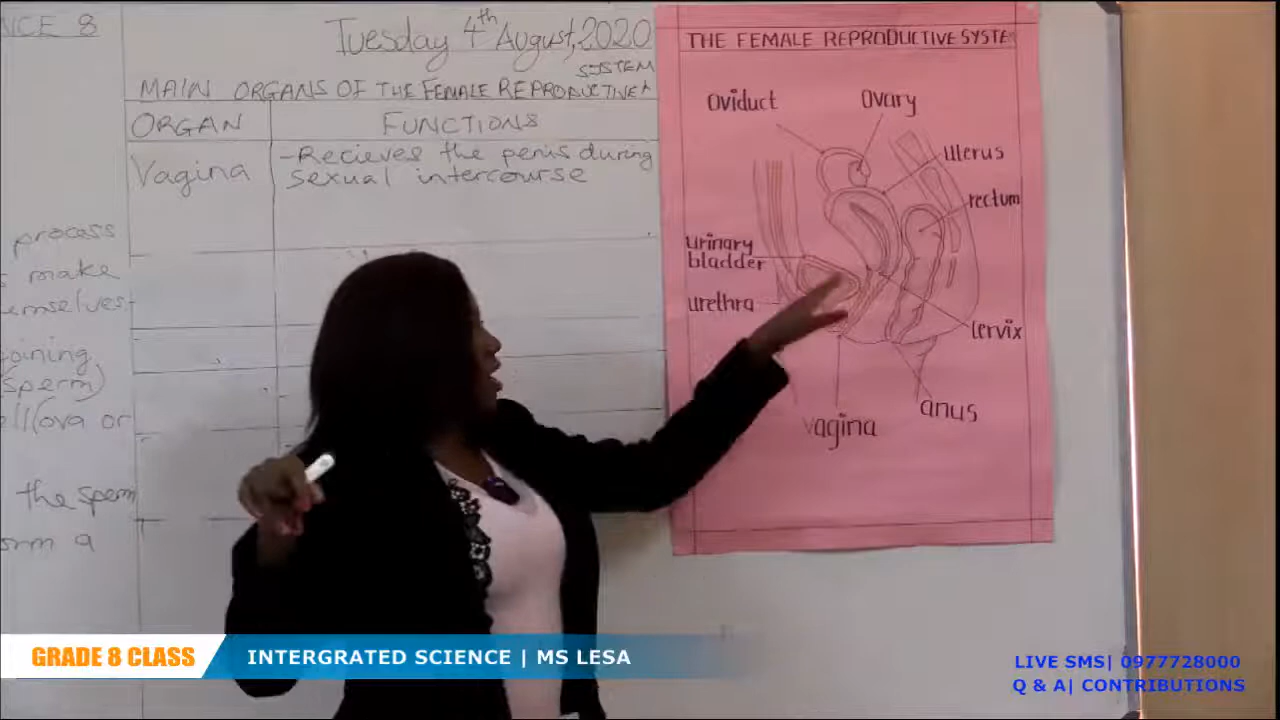 NCE 8
process
make
emselves
joining
(sperm)
ell (ova or
the sperm
orm a
Tuesday 4th August, 2020
MAIN ORGANS OF THE FEMALE REPRODUCTIVE SYSTEM
ORGAN FUNCTIONS
Vagina - Recieves the penis during
sexual intercourse
THE FEMALE REPRODUCTIVE SYSTE
Oviduct
Ovary
Uterus
rectum
Urinary
bladder
Urethra
Cervix
vagina
anus
GRADE 8 CLASS
INTERGRATED SCIENCE | MS LESA
LIVE SMS| 0977728000
Q & A| CONTRIBUTIONS